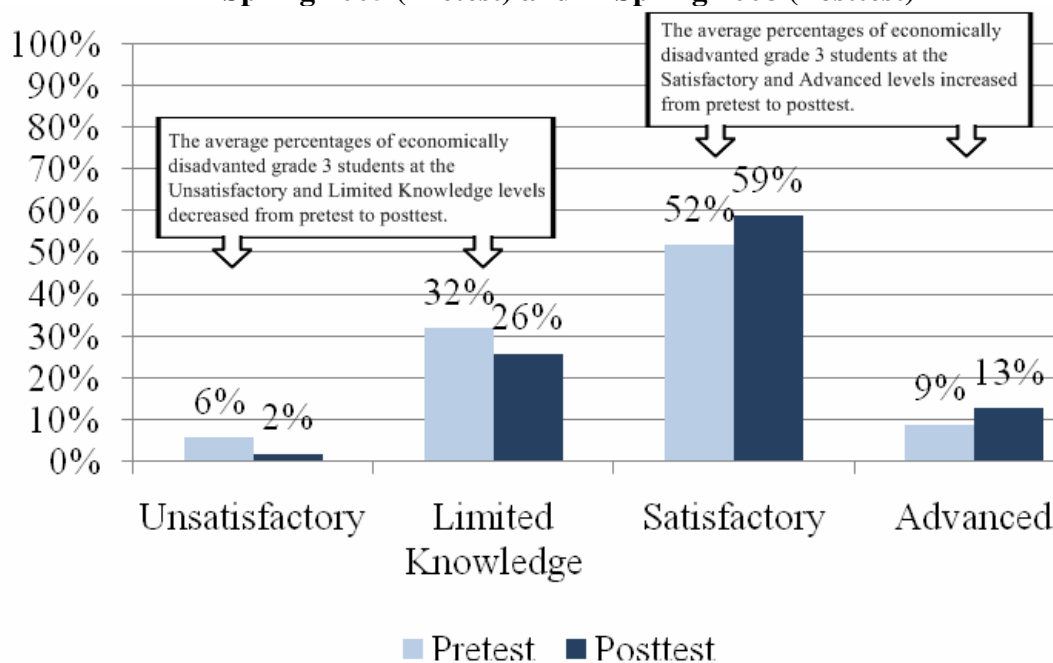 The average percentages of economically
disadvanted grade 3 students at the
Satisfactory and Advanced levels increased
from pretest to posttest.
The average percentages of economically
disadvanted grade 3 students at the
Unsatisfactory and Limited Knowledge levels
decreased from pretest to posttest.
100%
90%
80%
70%
60%
50%
40%
30%
20%
10%
0%
6%
2%
32%
26%
52%
59%
9%
13%
Unsatisfactory
Limited
Knowledge
Satisfactory
Advanced
Pretest
Posttest